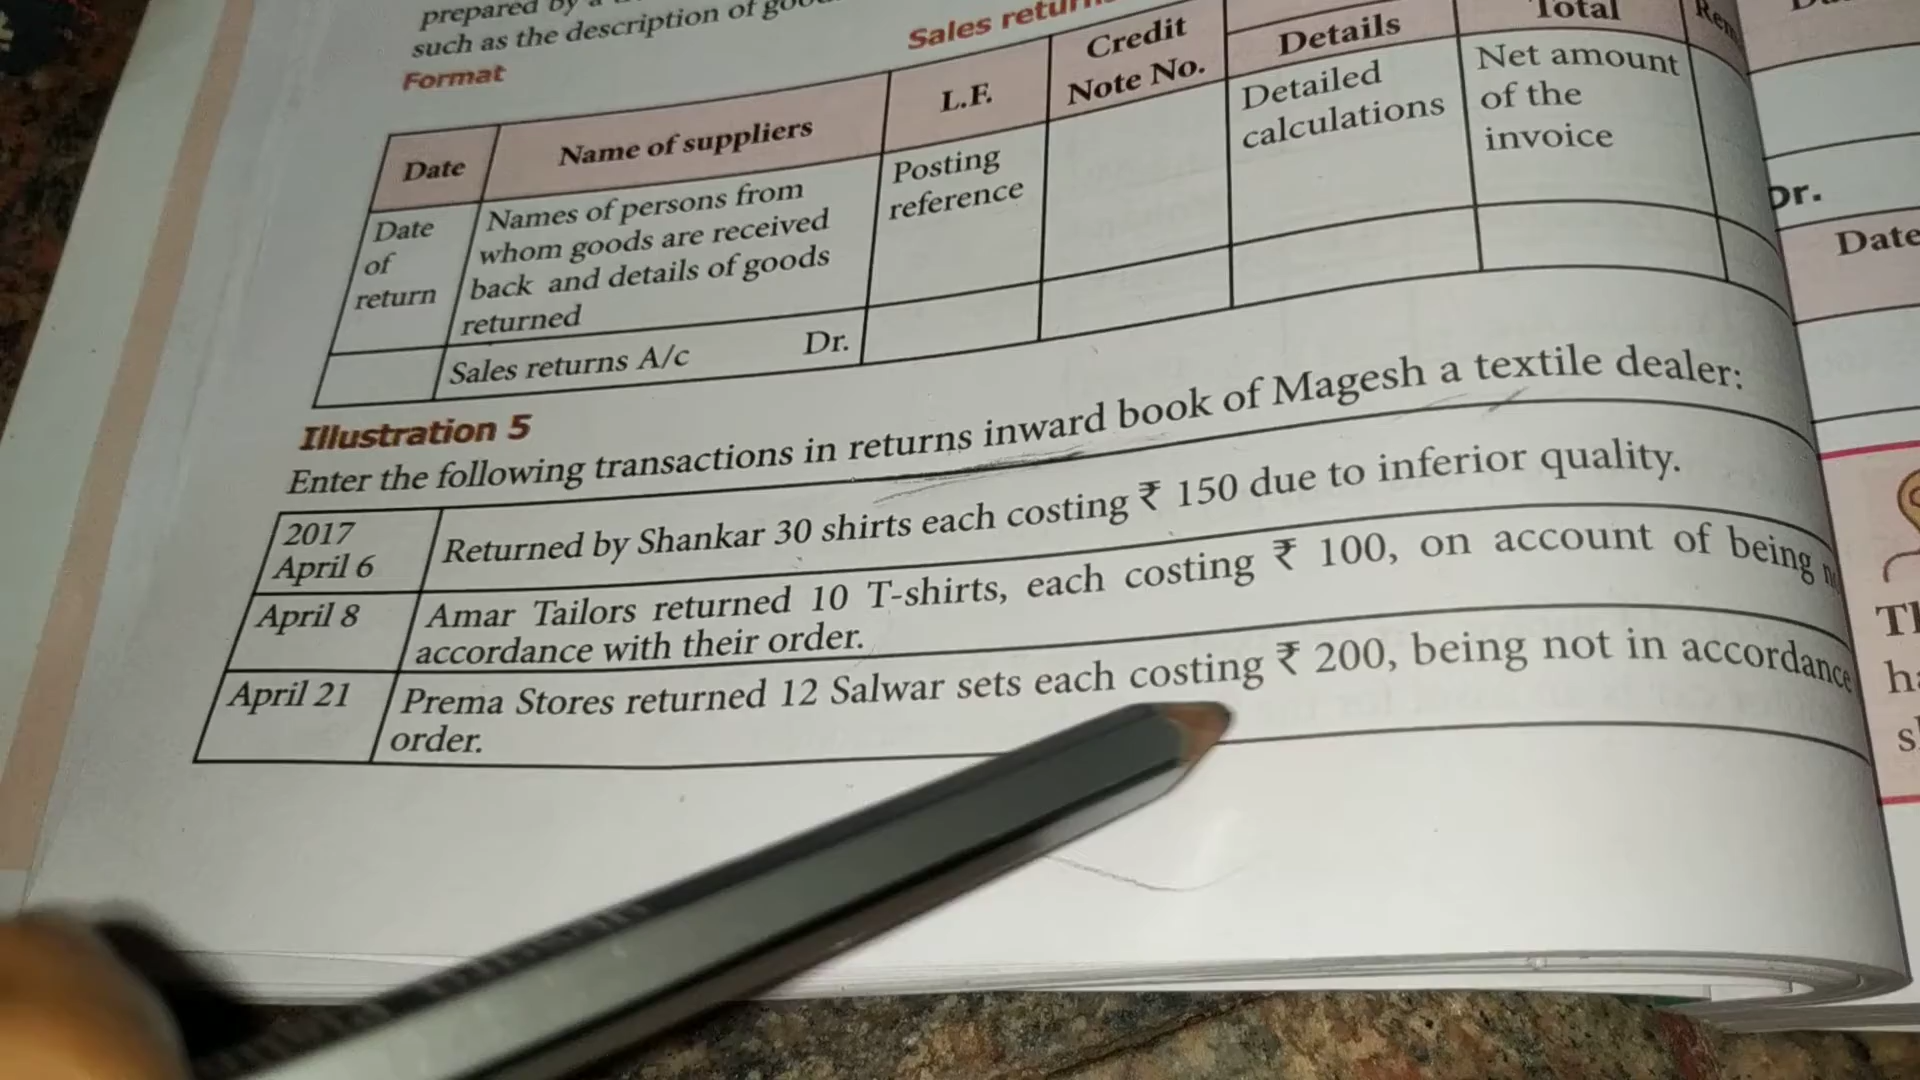 prepared by a
such as the description of
Format
Sales
Date
Name of suppliers
L.F.
Credit
Note No.
Details
Total
Date
of
return
Names of persons from
whom goods are received
back and details of goods
returned
Posting
reference
Detailed
calculations
Net amount
of the
invoice
Sales returns A/c Dr.
Illustration 5
Enter the following transactions in returns inward book of Magesh a textile dealer:
2017
April 6
Returned by Shankar 30 shirts each costing ₹ 150 due to inferior quality.
April 8
Amar Tailors returned 10 T-shirts, each costing ₹ 100, on account of being
accordance with their order.
April 21
Prema Stores returned 12 Salwar sets each costing ₹ 200, being not in accordance
order.
Dr.
Date